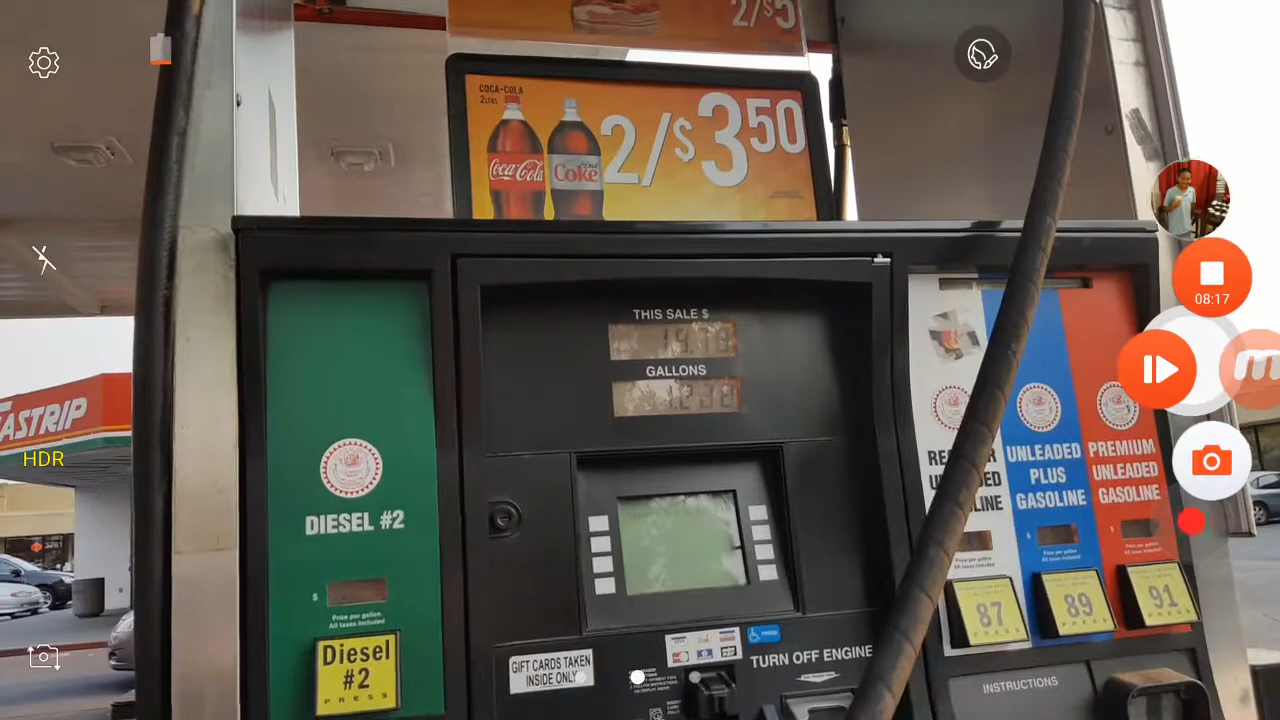 2/$5
COCA-COLA
2LTRS
2/$350
Coca-Cola
Diet
Coke
THIS SALE $
GALLONS
08:17
FASTRIP
HDR
DIESEL #2
UNLEADED
PLUS
GASOLINE
PREMIUM
UNLEADED
GASOLINE
$
Price per gallon
All taxes included
Diesel
#2
PRESS
87
PRESS
89
PRESS
91
PRESS
GIFT CARDS TAKEN
INSIDE ONLY
TURN OFF ENGINE
INSTRUCTIONS